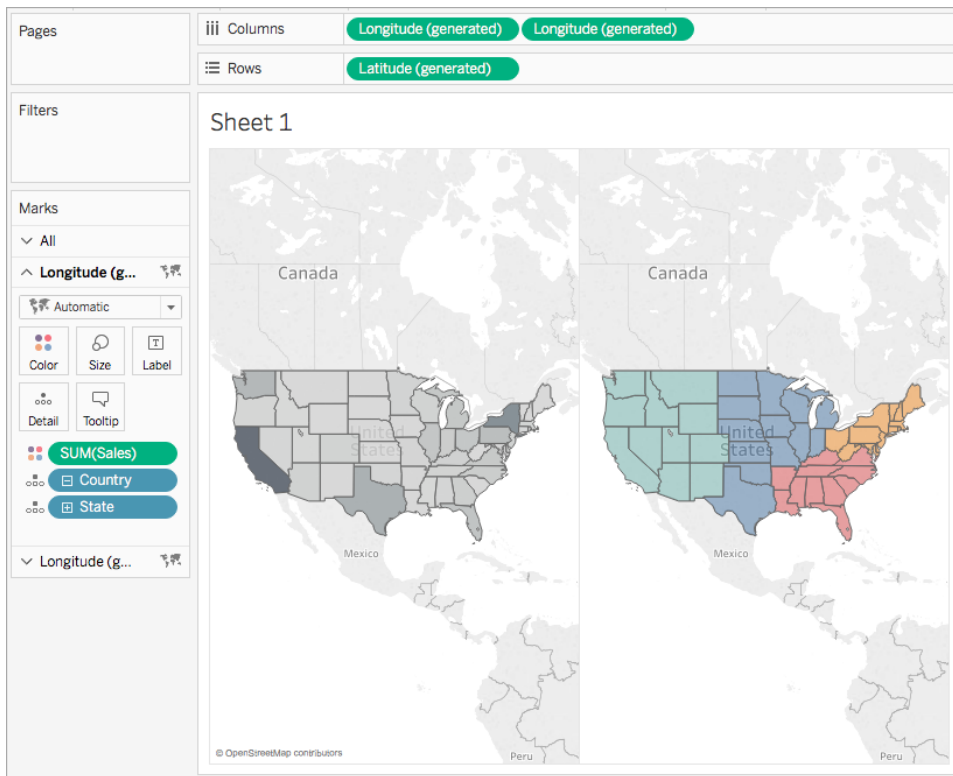 Pages
iii Columns
Longitude (generated)
Longitude (generated)
Rows
Latitude (generated)
Filters
Sheet 1
Marks
All
Longitude (g...
Automatic
Color
Size
T
Label
Detail
Tooltip
SUM(Sales)
Country
State
Longitude (g...
Canada
United
States
Mexico
Peru
© OpenStreetMap contributors
Canada
United
States
Mexico
Peru